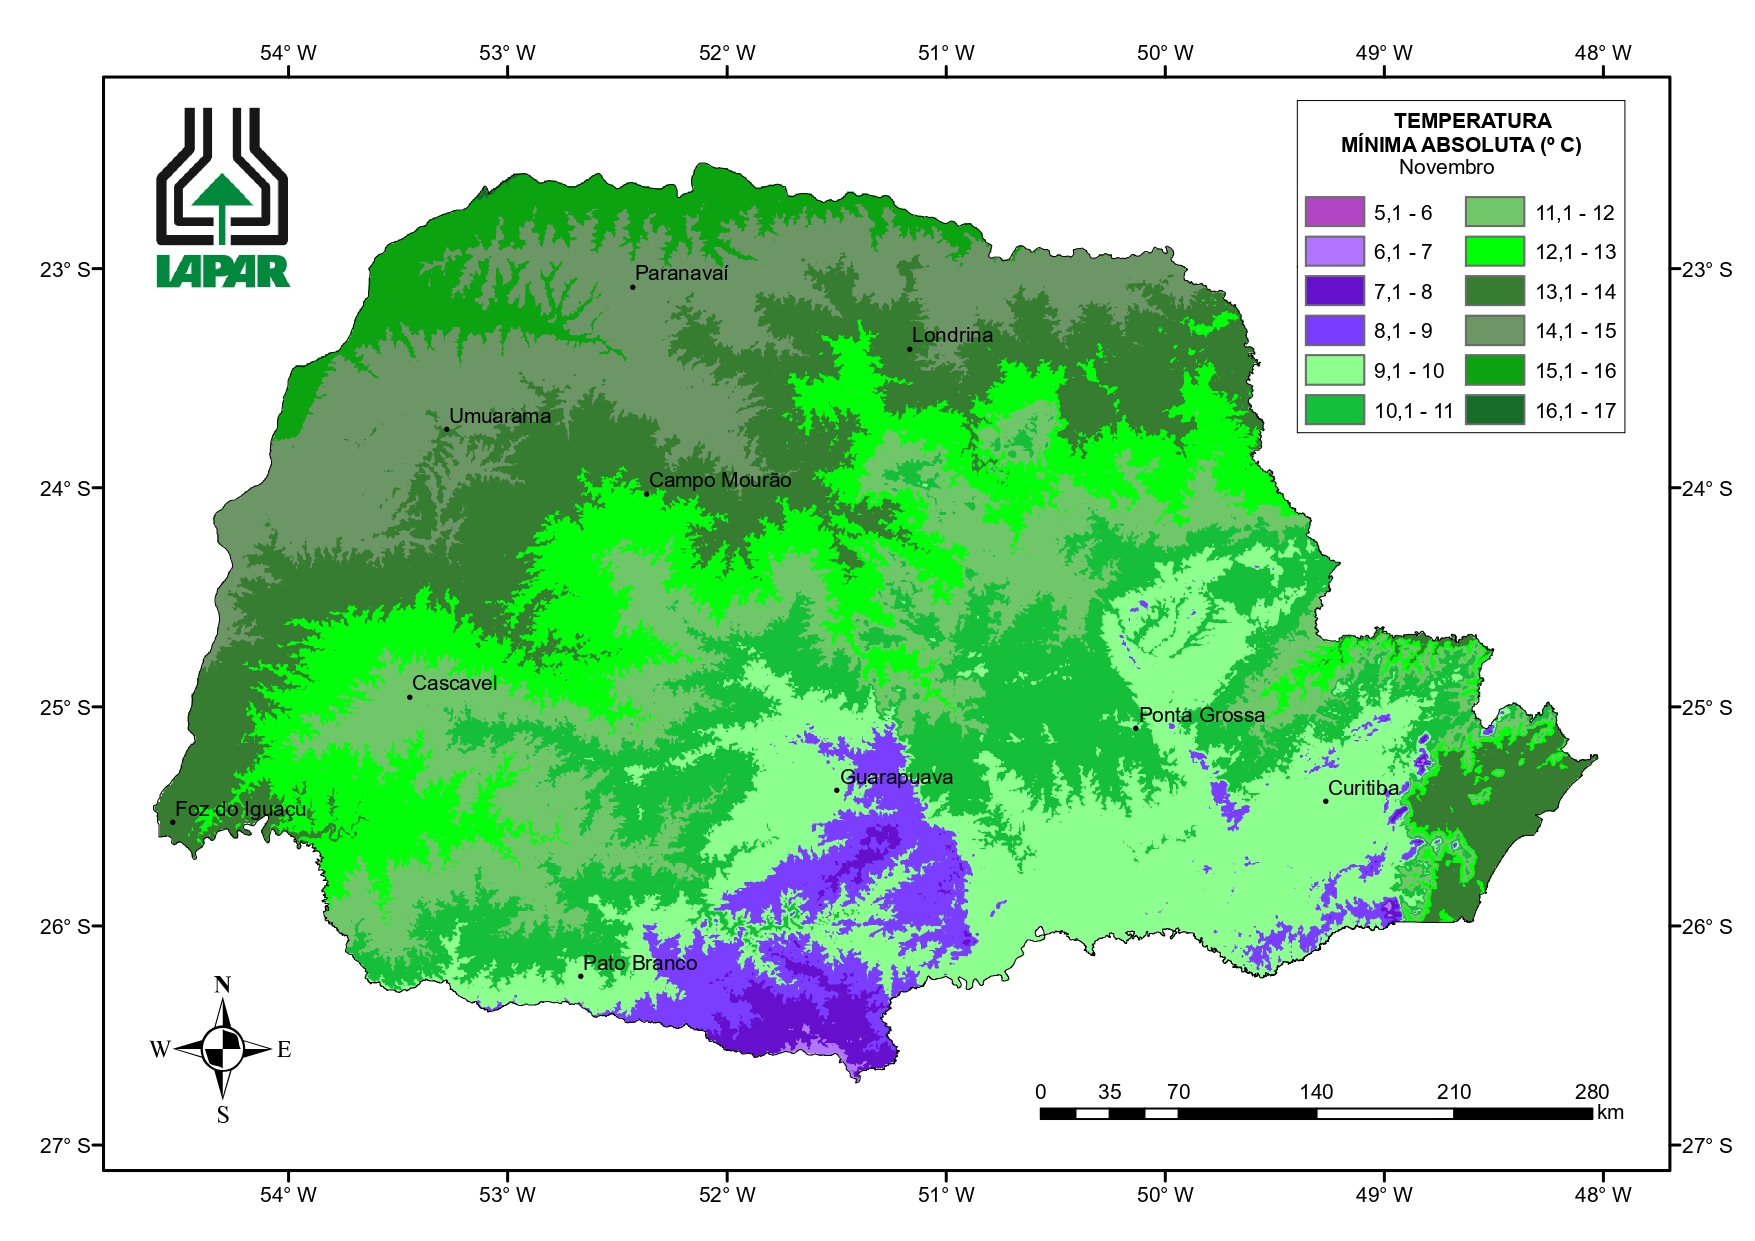 54° W 53° W 52° W 51° W 50° W 49° W 48° W
IAPAR
TEMPERATURA
MÍNIMA ABSOLUTA (º C)
Novembro
5,1 - 6 11,1 - 12
6,1 - 7 12,1 - 13
7,1 - 8 13,1 - 14
8,1 - 9 14,1 - 15
9,1 - 10 15,1 - 16
10,1 - 11 16,1 - 17
23° S 23° S
Paranavaí
Londrina
Umuarama
Campo Mourão
24° S 24° S
Cascavel
25° S 25° S
Ponta Grossa
Guarapuava
Curitiba
Foz do Iguaçu
26° S 26° S
Pato Branco
N
W E
S
0 35 70 140 210 280
km
27° S 27° S
54° W 53° W 52° W 51° W 50° W 49° W 48° W